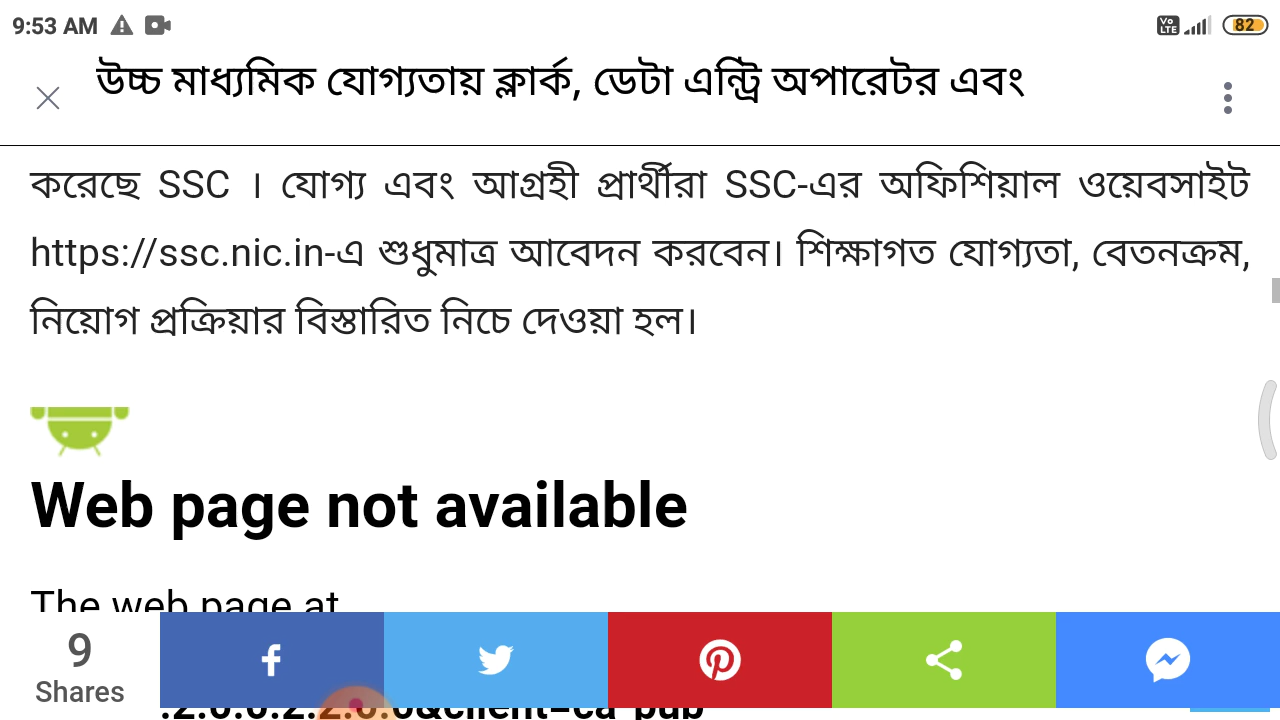 9:53 AM
Vo LTE
82
উচ্চ মাধ্যমিক যোগ্যতায় ক্লার্ক, ডেটা এন্ট্রি অপারেটর এবং
করেছে SSC । যোগ্য এবং আগ্রহী প্রার্থীরা SSC-এর অফিশিয়াল ওয়েবসাইট
https://ssc.nic.in-এ শুধুমাত্র আবেদন করবেন। শিক্ষাগত যোগ্যতা, বেতনক্রম,
নিয়োগ প্রক্রিয়ার বিস্তারিত নিচে দেওয়া হল।
Web page not available
The web page at
9
Shares